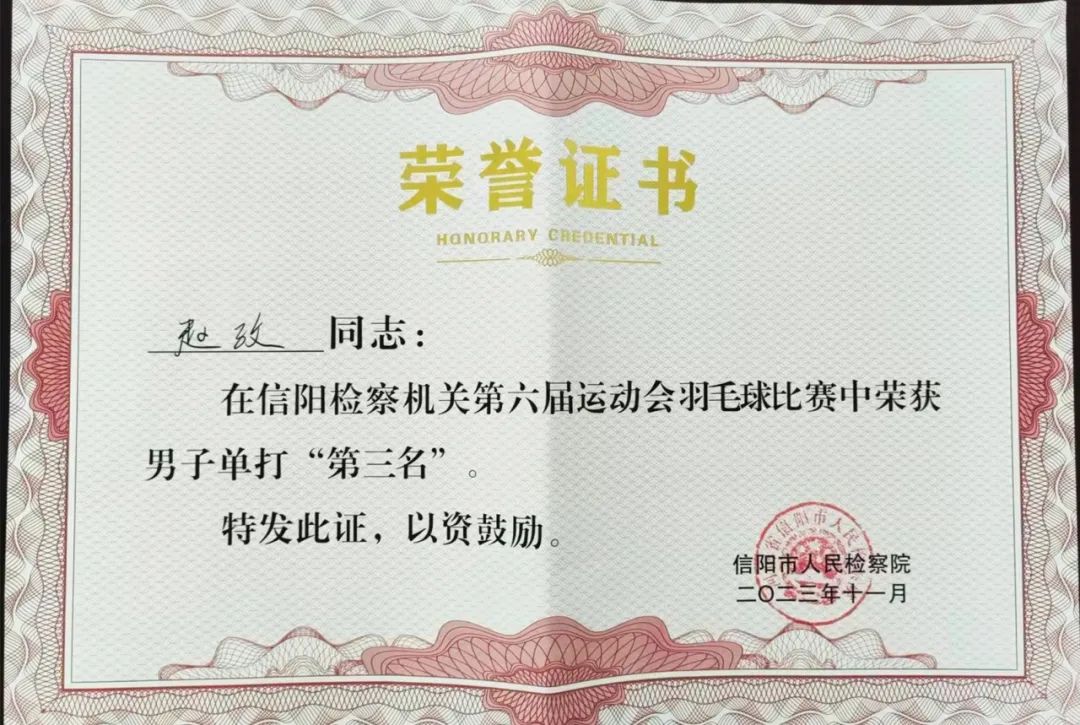 荣誉证书
HONORARY CREDENTIAL
赵 同志：
在信阳检察机关第六届运动会羽毛球比赛中荣获
男子单打“第三名”。
特发此证，以资鼓励。
信阳市人民检察院
二〇二三年十一月